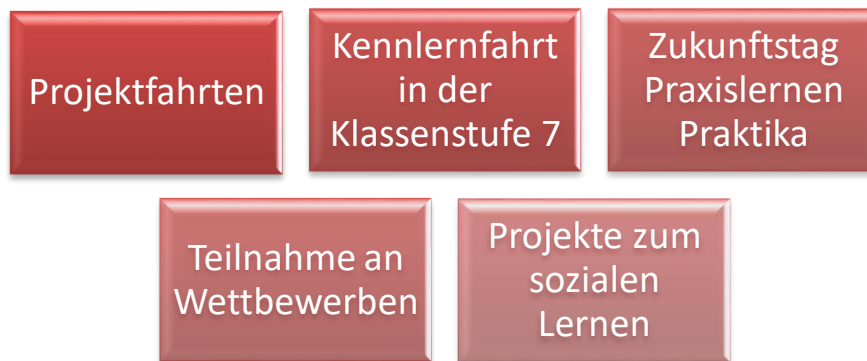 Projektfahrten
Kennlernfahrt
in der
Klassenstufe 7
Zukunftstag
Praxislernen
Praktika
Teilnahme an
Wettbewerben
Projekte zum
sozialen
Lernen